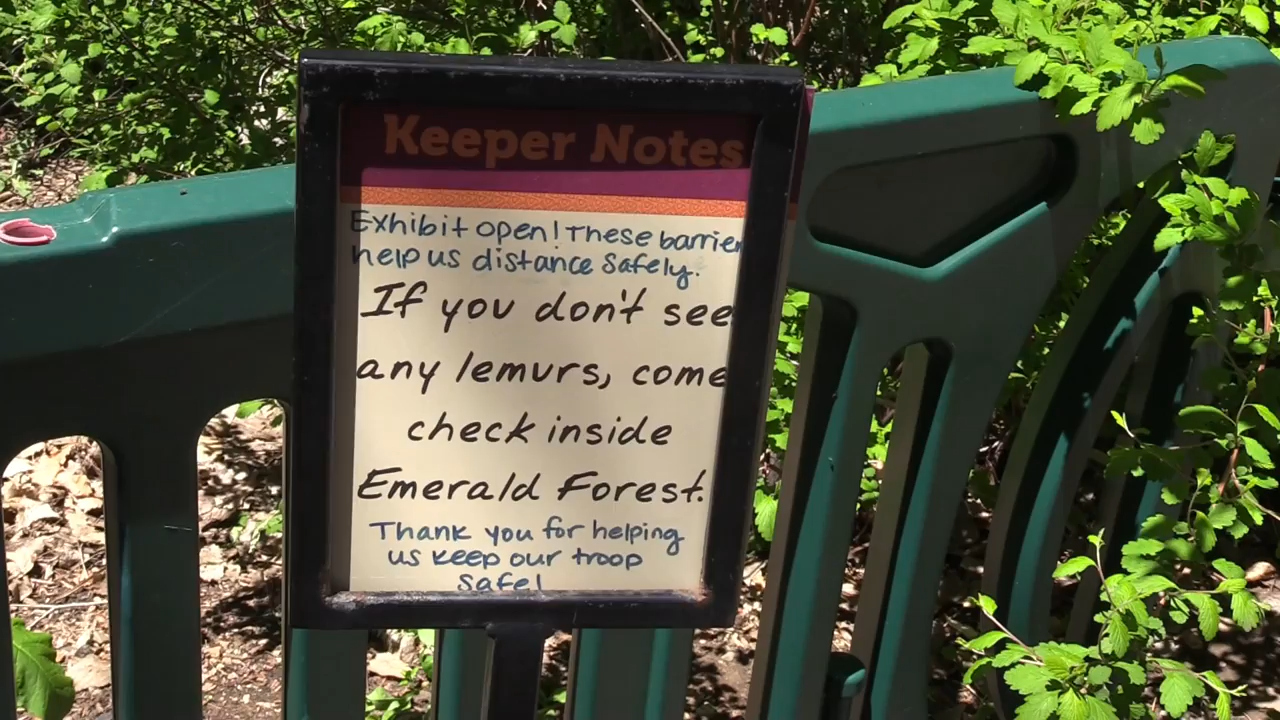 Keeper Notes
Exhibit open! These barrier
help us distance safely.
If you don't see
any lemurs, come
check inside
Emerald Forest.
Thank you for helping
us keep our troop
safe!